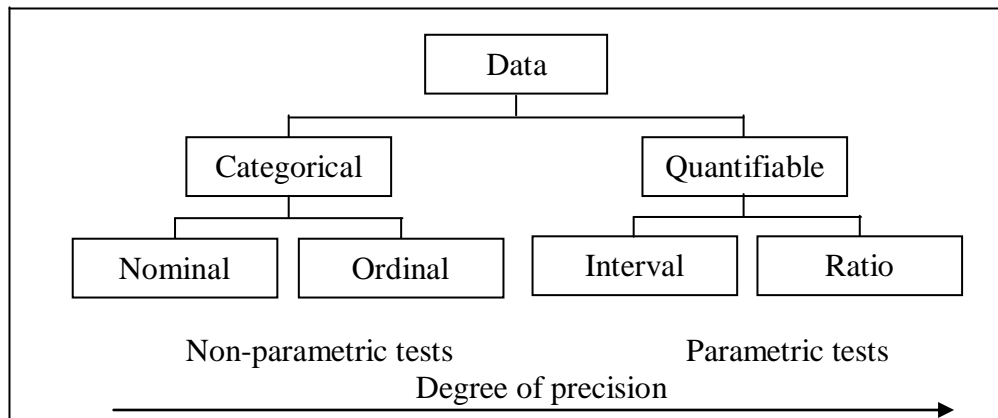 Data
Categorical Quantifiable
Nominal Ordinal Interval Ratio
Non-parametric tests Parametric tests
Degree of precision